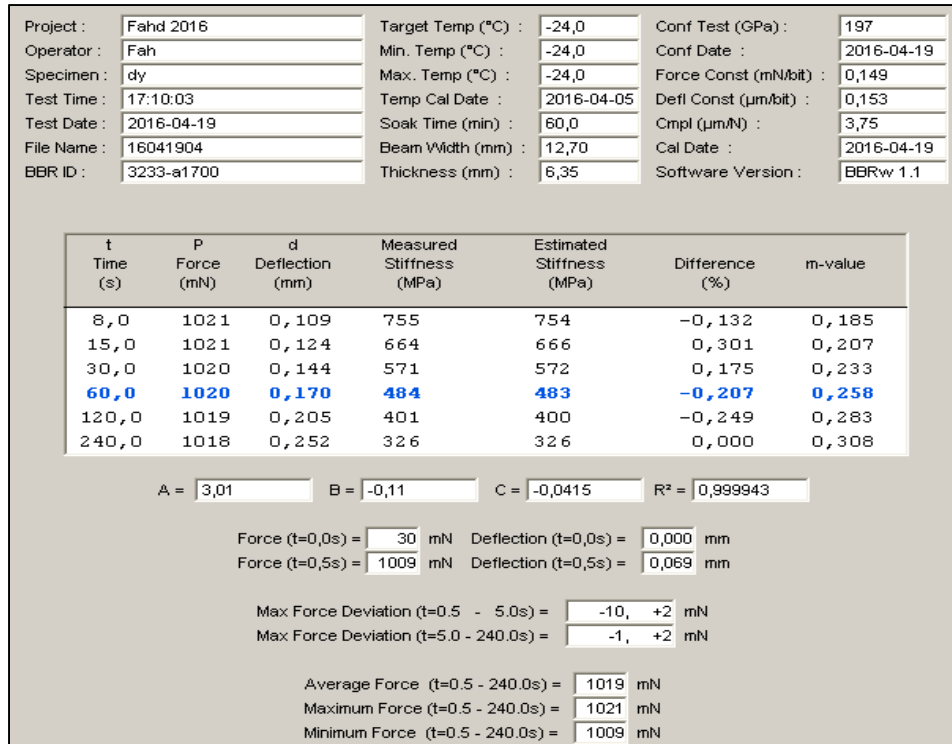 Project : Fahd 2016 Target Temp (°C) : -24,0 Conf Test (GPa) : 197
Operator : Fah Min. Temp (°C) : -24,0 Conf Date : 2016-04-19
Specimen : dy Max. Temp (°C) : -24,0 Force Const (mN/bit) : 0,149
Test Time : 17:10:03 Temp Cal Date : 2016-04-05 Defl Const (µm/bit) : 0,153
Test Date : 2016-04-19 Soak Time (min) : 60,0 Cmpl (µm/N) : 3,75
File Name : 16041904 Beam Width (mm) : 12,70 Cal Date : 2016-04-19
BBR ID : 3233-a1700 Thickness (mm) : 6,35 Software Version : BBRw 1.1
t P d Measured Estimated
Time Force Deflection Stiffness Stiffness Difference m-value
(s) (mN) (mm) (MPa) (MPa) (%)
8,0 1021 0,109 755 754 -0,132 0,185
15,0 1021 0,124 664 666 0,301 0,207
30,0 1020 0,144 571 572 0,175 0,233
60,0 1020 0,170 484 483 -0,207 0,258
120,0 1019 0,205 401 400 -0,249 0,283
240,0 1018 0,252 326 326 0,000 0,308
A = 3,01 B = -0,11 C = -0,0415 R² = 0,999943
Force (t=0,0s) = 30 mN Deflection (t=0,0s) = 0,000 mm
Force (t=0,5s) = 1009 mN Deflection (t=0,5s) = 0,069 mm
Max Force Deviation (t=0.5 - 5.0s) = -10, +2 mN
Max Force Deviation (t=5.0 - 240.0s) = -1, +2 mN
Average Force (t=0.5 - 240.0s) = 1019 mN
Maximum Force (t=0.5 - 240.0s) = 1021 mN
Minimum Force (t=0.5 - 240.0s) = 1009 mN